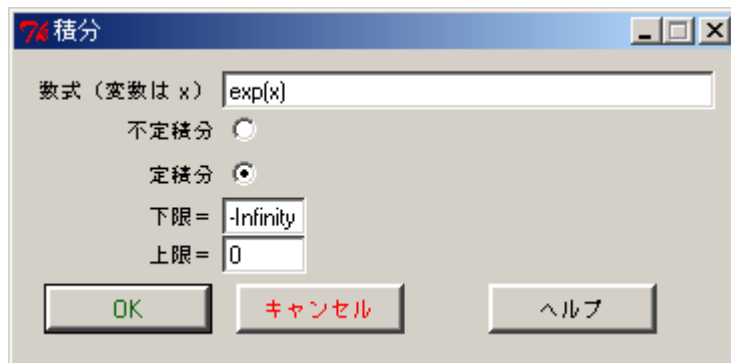 積分
数式（変数は x） exp(x)
不定積分
定積分
下限＝ -Infinity
上限＝ 0
OK キャンセル ヘルプ